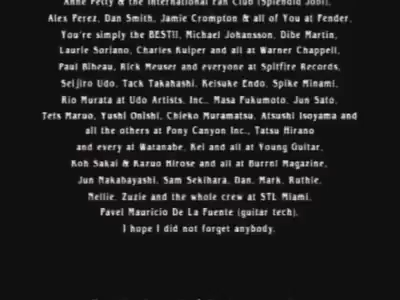 Anne Petty & the International Fan Club (Splendid Job!),
Alex Perez, Dan Smith, Jamie Crompton & all of You at Fender,
You're simply the BEST!!, Michael Johansson, Dibe Martin,
Laurie Soriano, Charles Kuiper and all at Warner Chappell,
Paul Bibeau, Rick Meuser and everyone at Spitfire Records,
Seijiro Udo, Tack Takahashi, Keisuke Endo, Spike Minami,
Rio Murata at Udo Artists, Inc., Masa Fukumoto, Jun Sato,
Tets Maruo, Yushi Onishi, Chieko Muramatsu, Atsushi Isoyama and
all the others at Pony Canyon Inc., Tatsu Hirano
and every at Watanabe, Kei and all at Young Guitar,
Koh Sakai & Kazuo Hirose and all at Burrn! Magazine,
Jun Nakabayashi, Sam Sekihara, Dan, Mark, Ruthie,
Nellie, Zuzie and the whole crew at STL Miami,
Pavel Mauricio De La Fuente (guitar tech),
I hope I did not forget anybody.